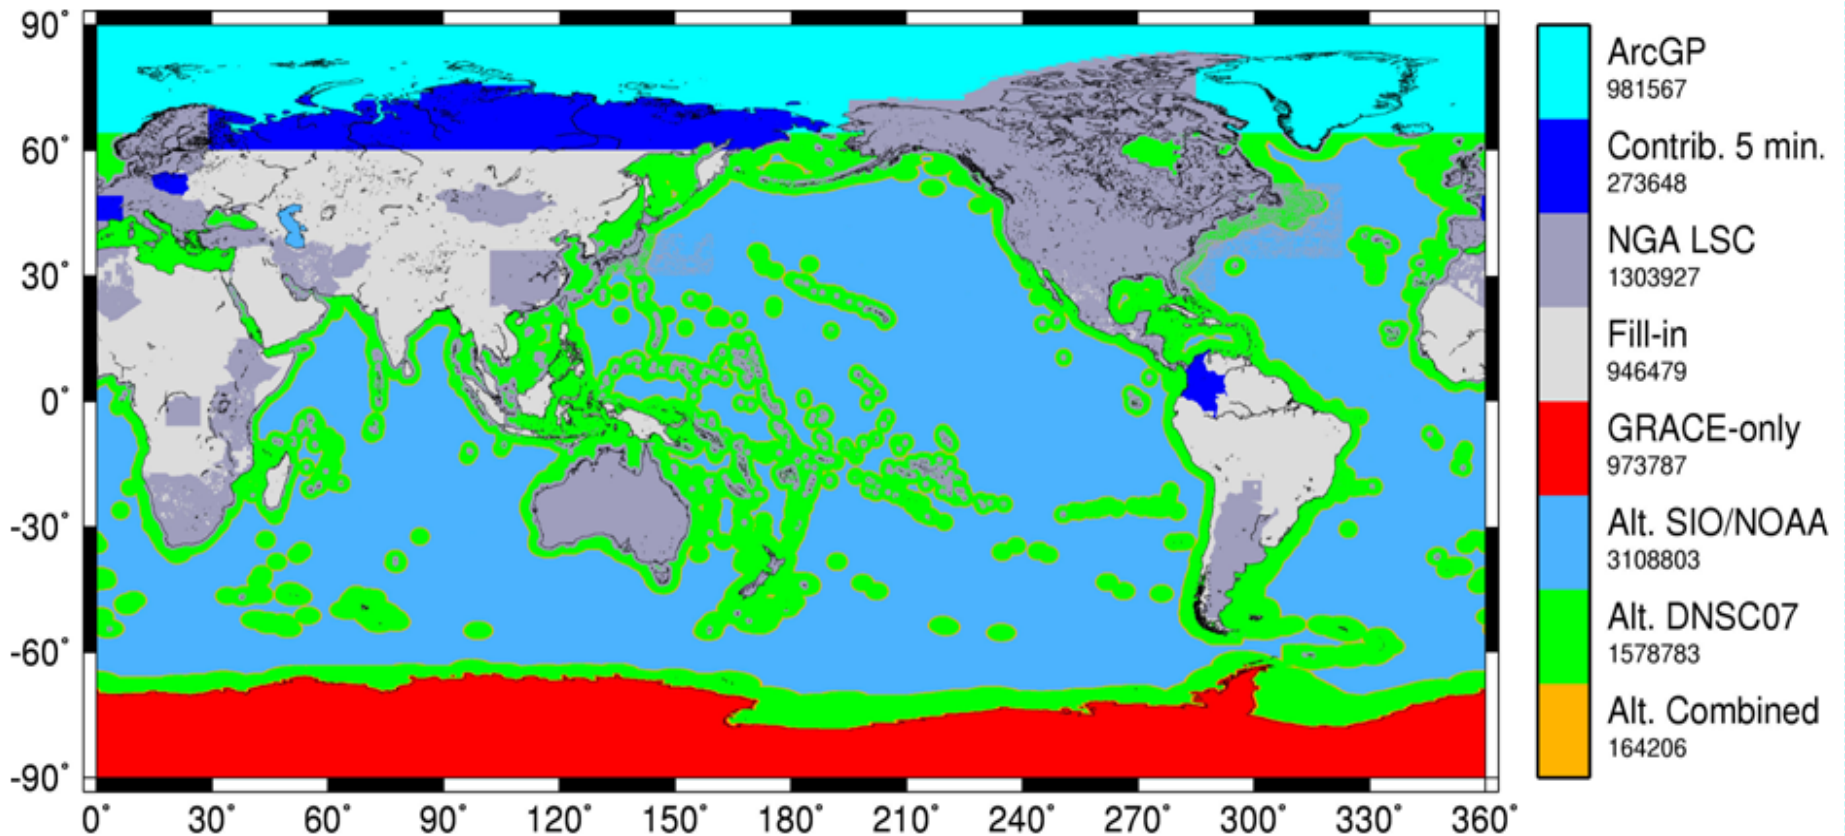 90°
60°
30°
0°
-30°
-60°
-90°
0° 30° 60° 90° 120° 150° 180° 210° 240° 270° 300° 330° 360°
ArcGP
981567
Contrib. 5 min.
273648
NGA LSC
1303927
Fill-in
946479
GRACE-only
973787
Alt. SIO/NOAA
3108803
Alt. DNSC07
1578783
Alt. Combined
164206